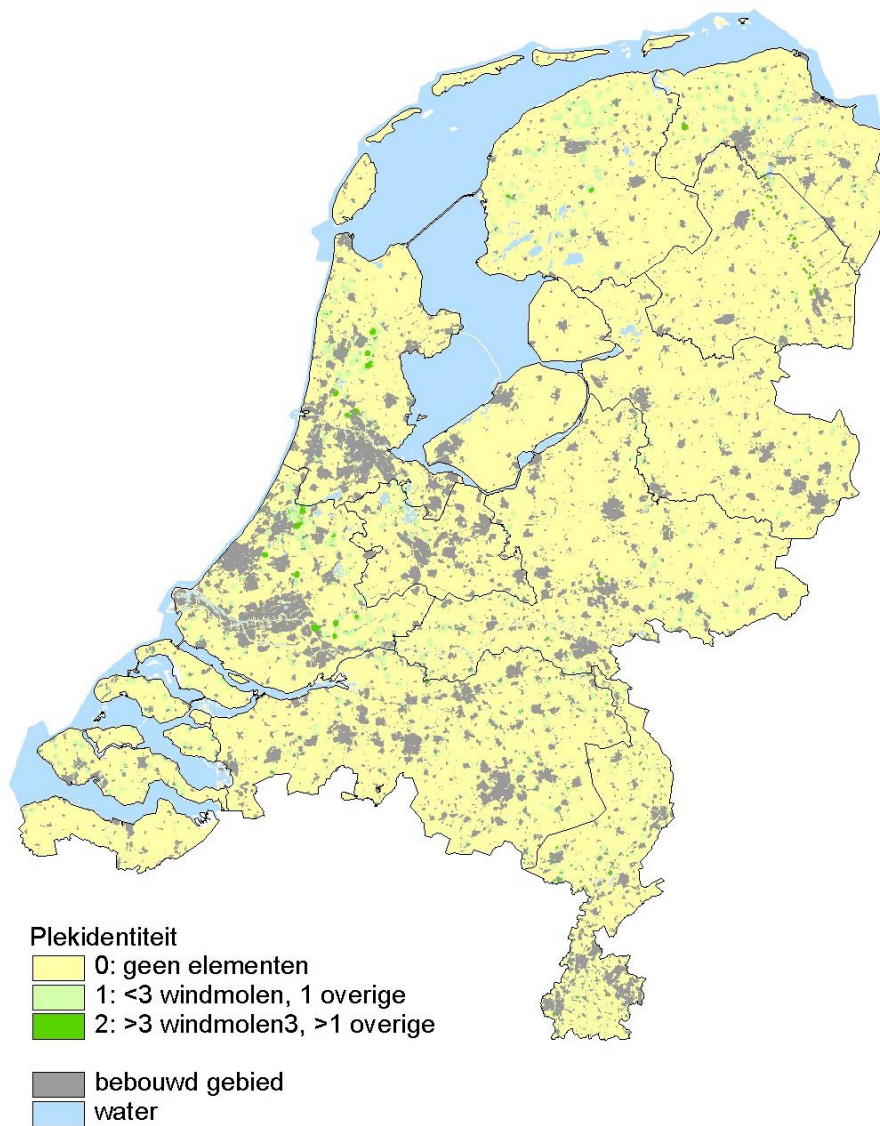 Plekidentiteit
0: geen elementen
1: <3 windmolen, 1 overige
2: >3 windmolen3, >1 overige
bebouwd gebied
water